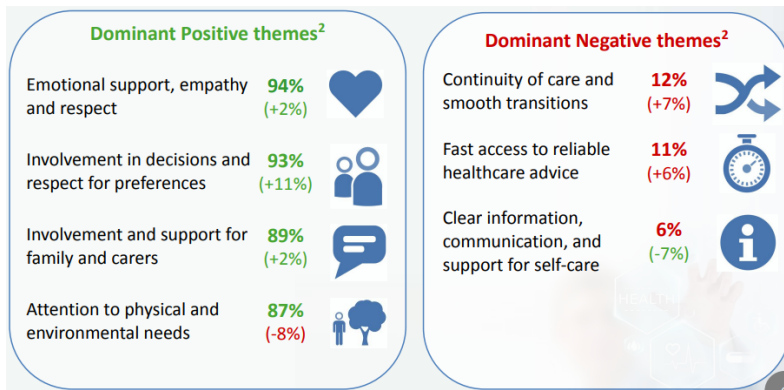 Dominant Positive themes²
Emotional support, empathy
and respect
94%
(+2%)
Involvement in decisions and
respect for preferences
93%
(+11%)
Involvement and support for
family and carers
89%
(+2%)
Attention to physical and
environmental needs
87%
(-8%)
Dominant Negative themes²
Continuity of care and
smooth transitions
12%
(+7%)
Fast access to reliable
healthcare advice
11%
(+6%)
Clear information,
communication, and
support for self-care
6%
(-7%)
HEALTH